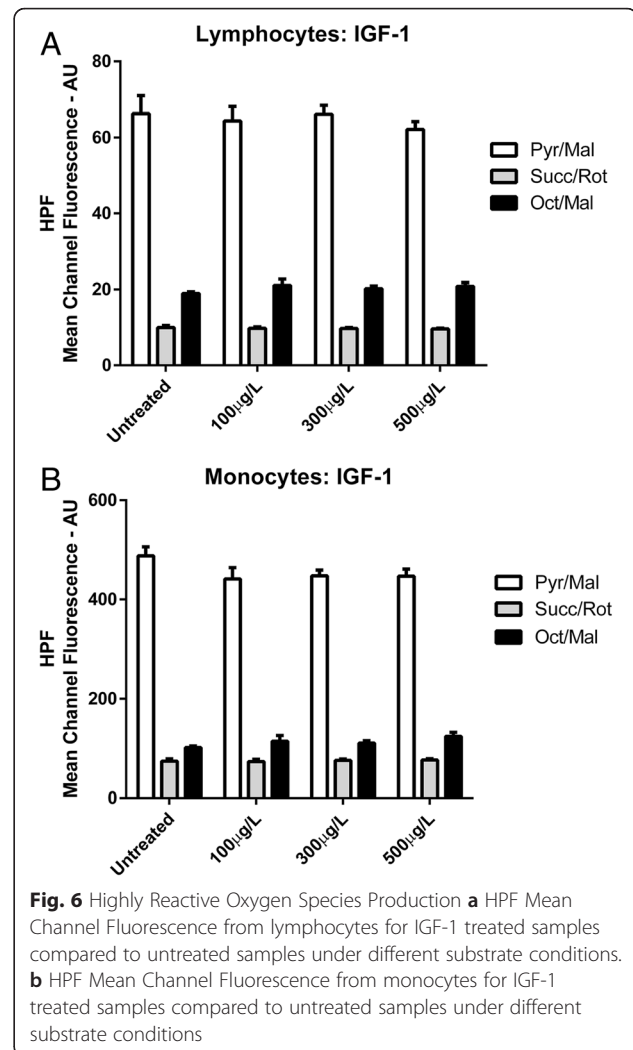 A
Lymphocytes: IGF-1
80
60
40
20
0
HPF
Mean Channel Fluorescence - AU
Pyr/Mal
Succ/Rot
Oct/Mal
Untreated
100µg/L
300µg/L
500µg/L
B
Monocytes: IGF-1
600
400
200
0
HPF
Mean Channel Fluorescence - AU
Pyr/Mal
Succ/Rot
Oct/Mal
Untreated
100µg/L
300µg/L
500µg/L
Fig. 6 Highly Reactive Oxygen Species Production a HPF Mean
Channel Fluorescence from lymphocytes for IGF-1 treated samples
compared to untreated samples under different substrate conditions.
b HPF Mean Channel Fluorescence from monocytes for IGF-1
treated samples compared to untreated samples under different
substrate conditions